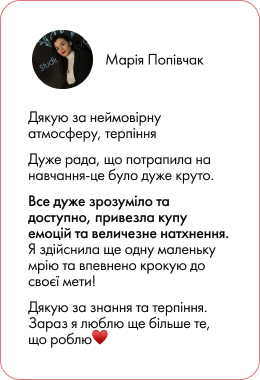 Studi
Марія Попівчак
Дякую за неймовірну
атмосферу, терпіння
Дуже рада, що потрапила на
навчання-це було дуже круто.
Все дуже зрозуміло та
доступно, привезла купу
емоцій та величезне натхнення.
Я здійснила ще одну маленьку
мрію та впевнено крокую до
своєї мети!
Дякую за знання та терпіння.
Зараз я люблю ще більше те,
що роблю♥️